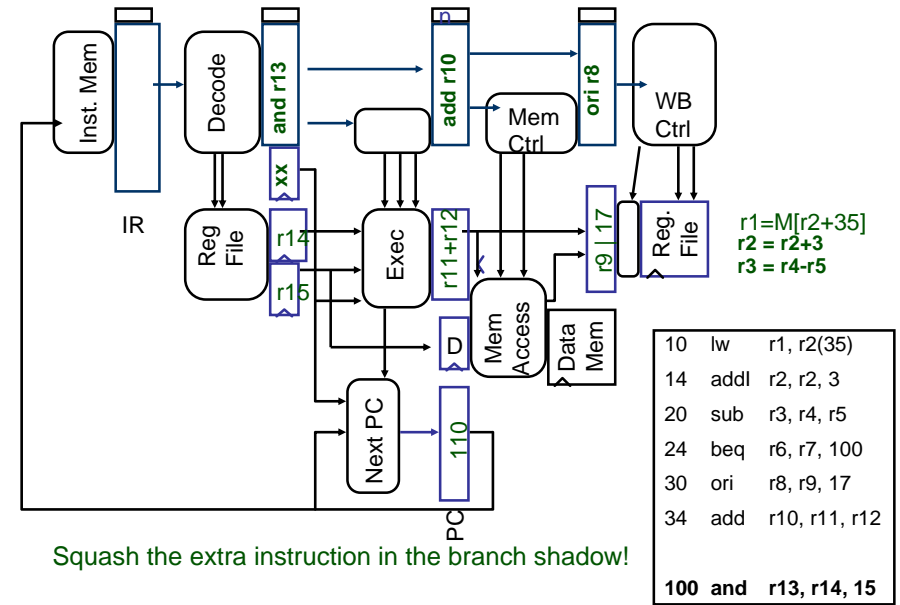 n
Inst. Mem
Decode
and r13
add r10
Mem
Ctrl
ori r8
WB
Ctrl
IR
xx
Reg
File
r14
r15
Exec
r11+r12
r9 | 17
Reg.
File
r1=M[r2+35]
r2 = r2+3
r3 = r4-r5
D
Mem
Access
Data
Mem
Next PC
110
PC
10 lw r1, r2(35)
14 addI r2, r2, 3
20 sub r3, r4, r5
24 beq r6, r7, 100
30 ori r8, r9, 17
34 add r10, r11, r12
100 and r13, r14, 15
Squash the extra instruction in the branch shadow!